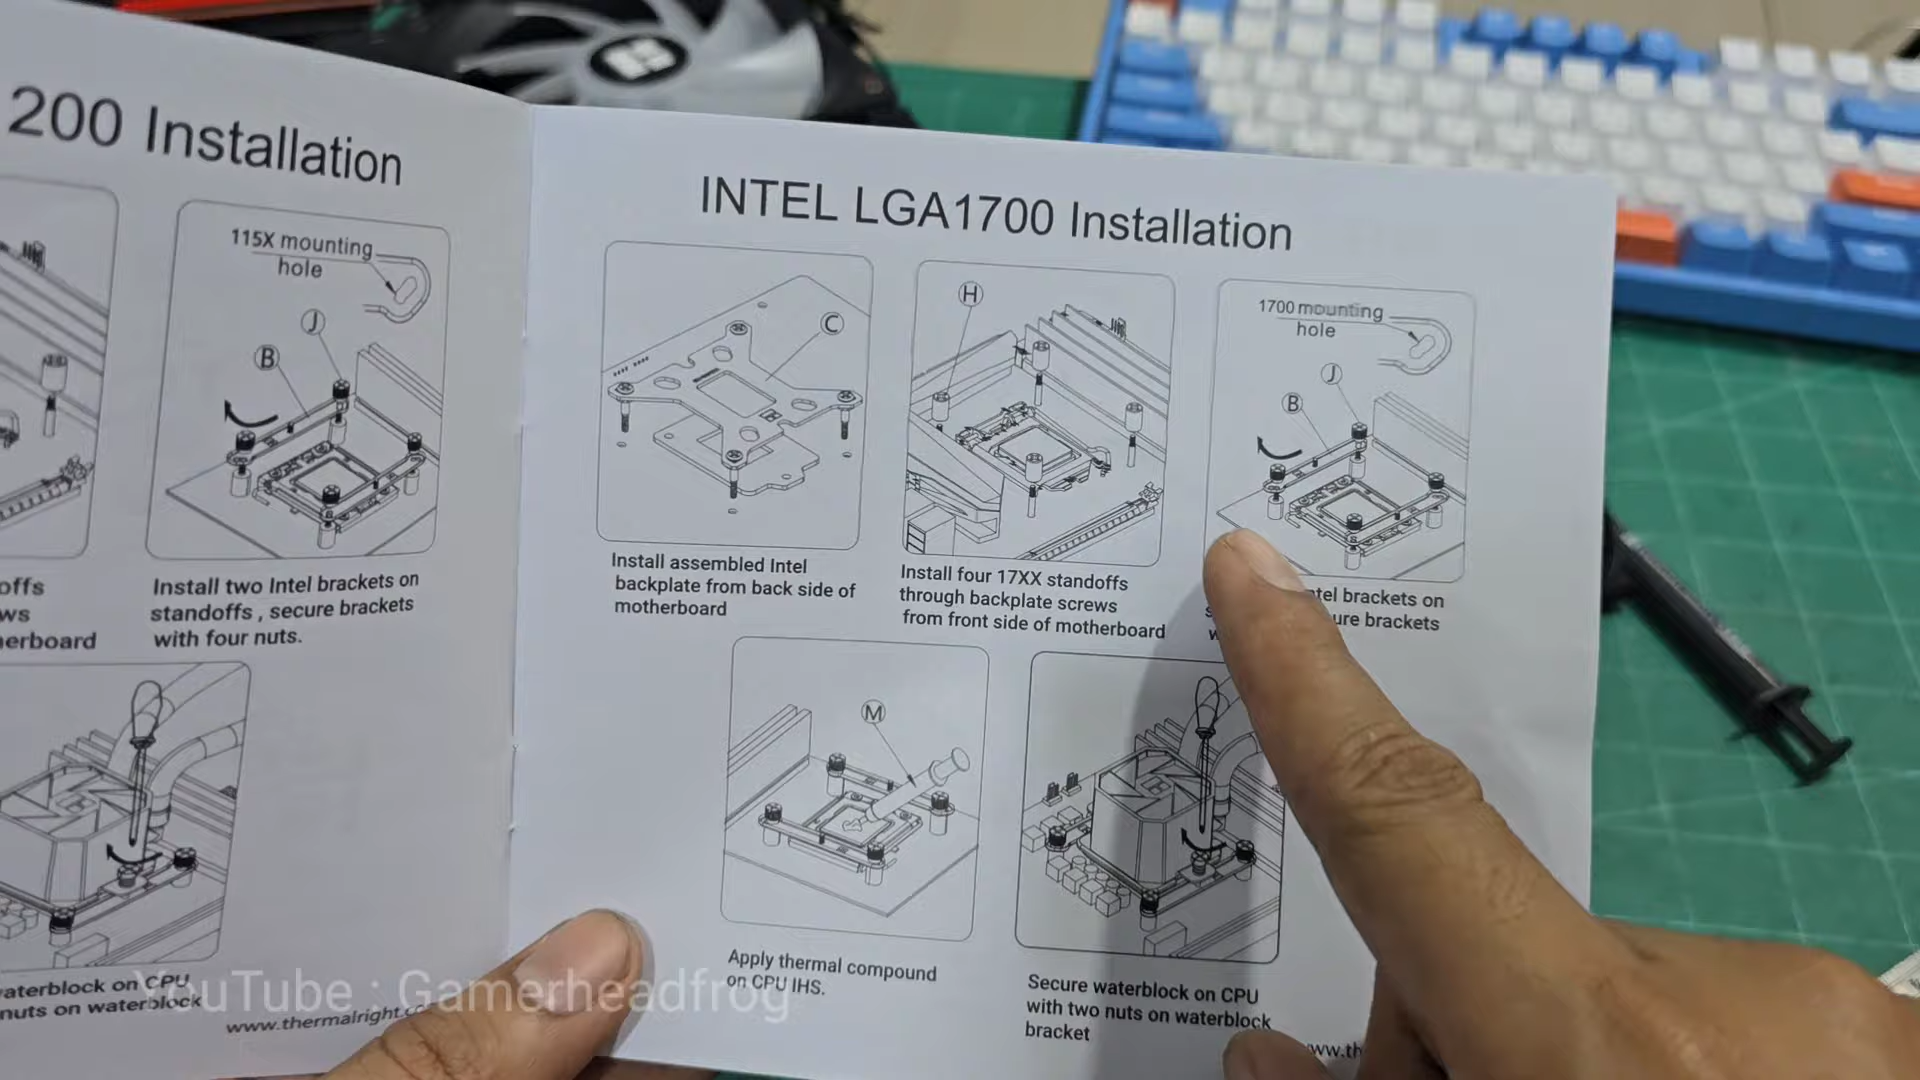 200 Installation
115X mounting
hole
J
B
offs
ws
erboard
Install two Intel brackets on
standoffs , secure brackets
with four nuts.
aterblock on CPU
nuts on waterblock
www.thermalright.c
INTEL LGA1700 Installation
C
Install assembled Intel
backplate from back side of
motherboard
H
Install four 17XX standoffs
through backplate screws
from front side of motherboard
1700 mounting
hole
J
B
ntel brackets on
ure brackets
M
Apply thermal compound
on CPU IHS.
Secure waterblock on CPU
with two nuts on waterblock
bracket
www.th
YouTube : Gamerheadfrog